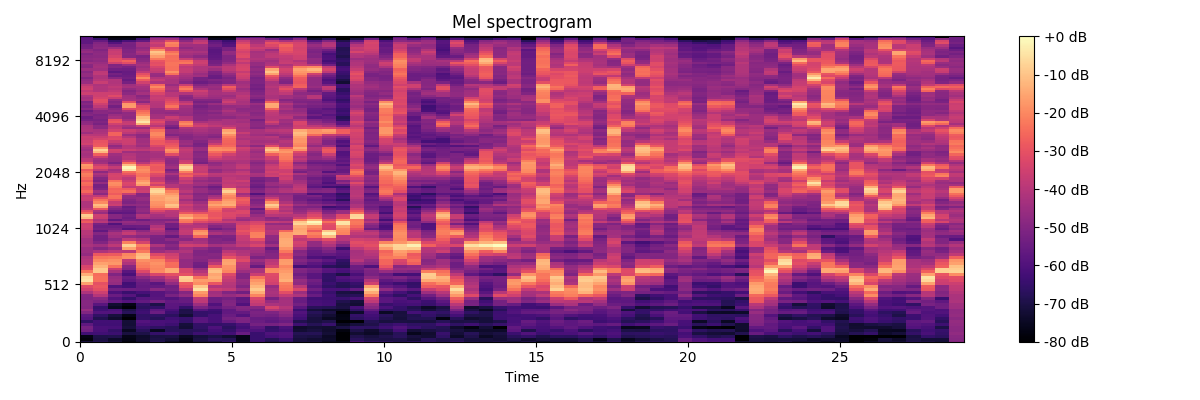 Mel spectrogram
+0 dB
8192
-10 dB
4096
-20 dB
-30 dB
Hz
2048
-40 dB
1024
-50 dB
512
-60 dB
-70 dB
0
-80 dB
0 5 10 15 20 25
Time